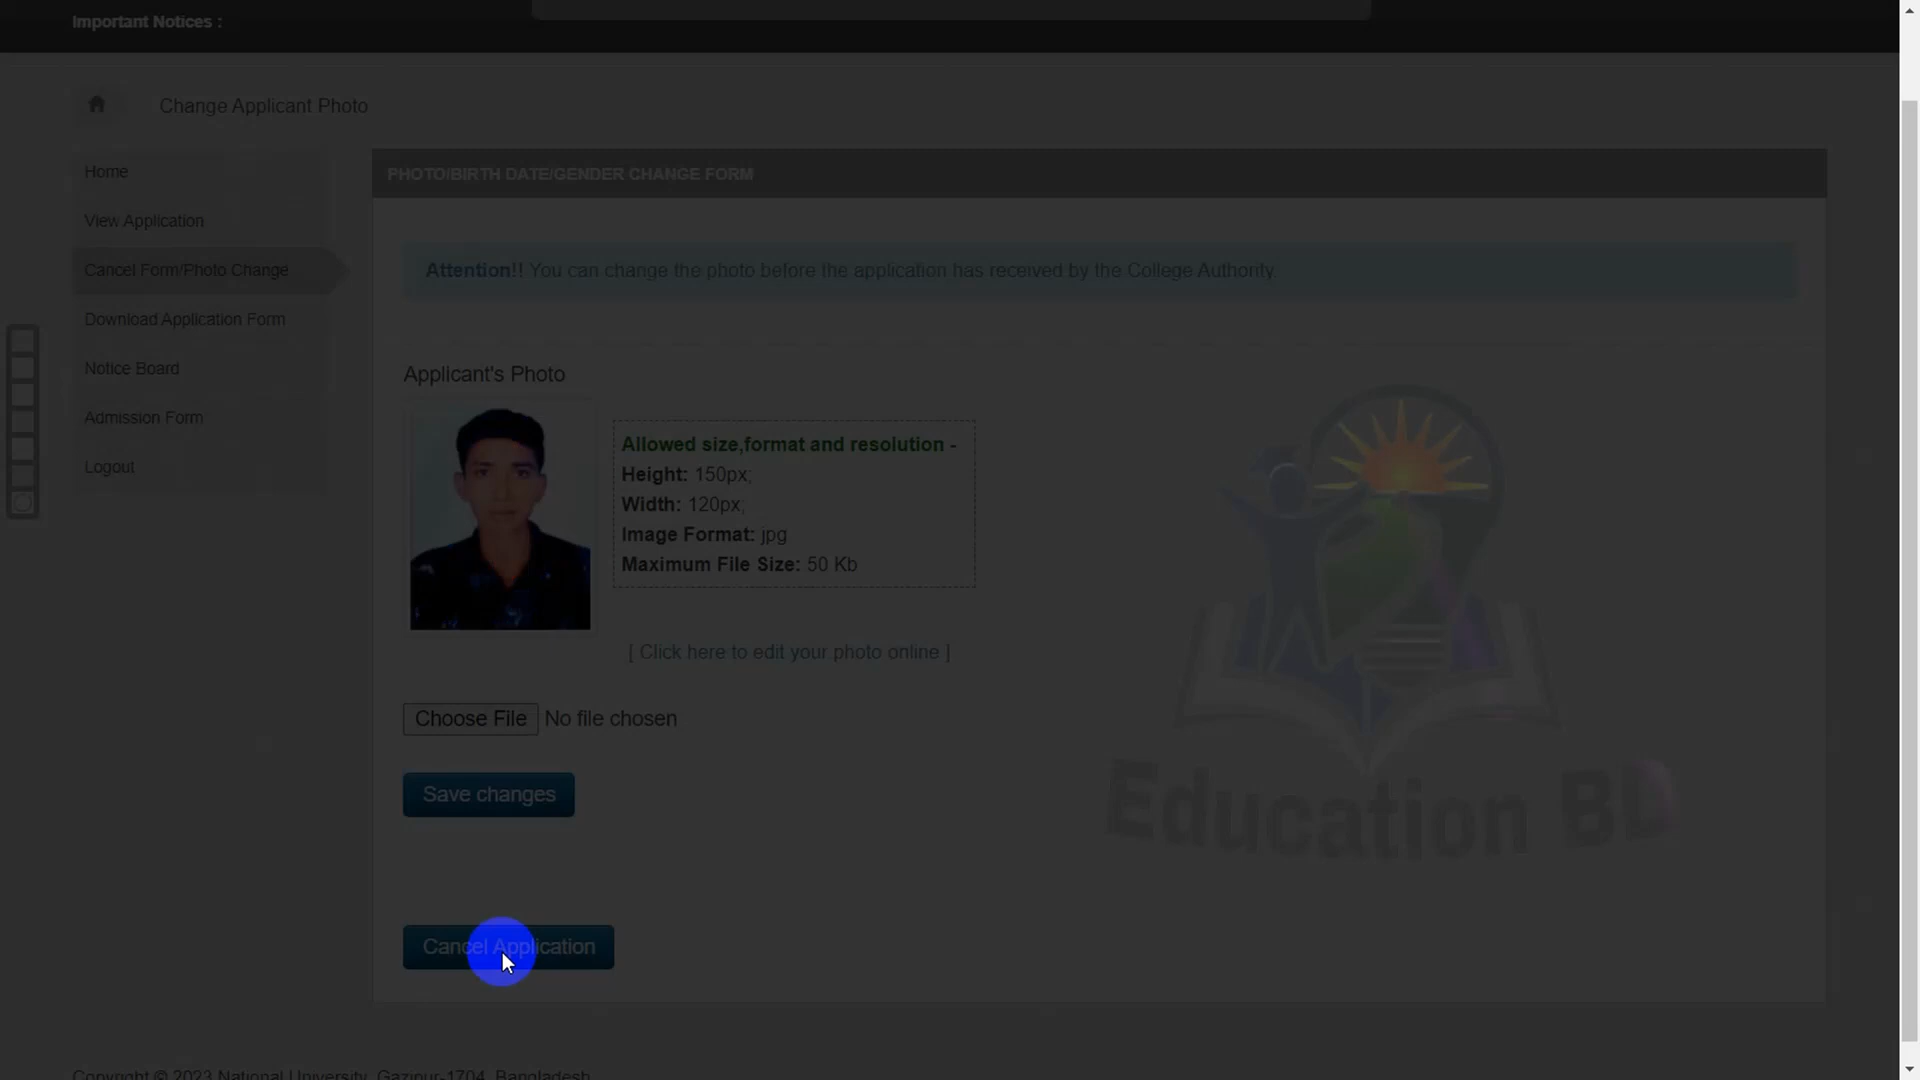 Important Notices :
Change Applicant Photo
Home
View Application
Cancel Form/Photo Change
Download Application Form
Notice Board
Admission Form
Logout
PHOTO/BIRTH DATE/GENDER CHANGE FORM
Attention!! You can change the photo before the application has received by the College Authority.
Applicant's Photo
Allowed size,format and resolution -
Height: 150px;
Width: 120px;
Image Format: jpg
Maximum File Size: 50 Kb
[ Click here to edit your photo online ]
Choose File No file chosen
Save changes
Cancel Application
Education BD
Copyright © 2023 National University, Gazipur-1704, Bangladesh